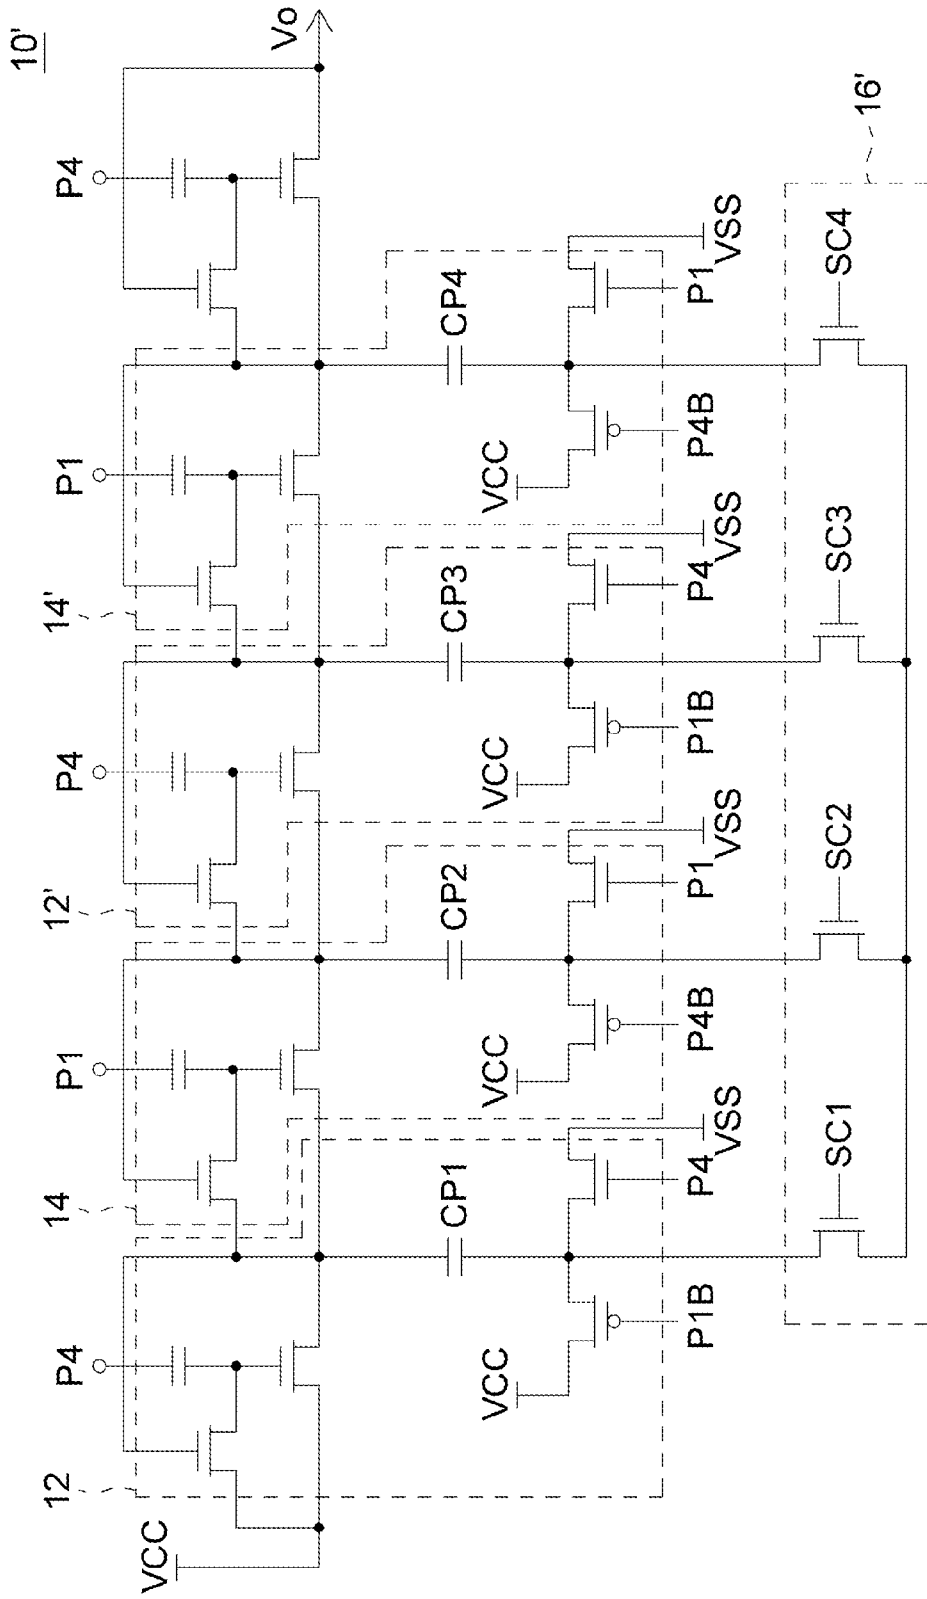 10'
VCC
12
P4
14
P1
12'
P4
14'
P1
P4
Vo
CP1
CP2
CP3
CP4
VCC
VSS
VCC
VSS
VCC
VSS
VCC
VSS
P1B
P4
P4B
P1
P1B
P4
P4B
P1
SC1
SC2
SC3
SC4
16'